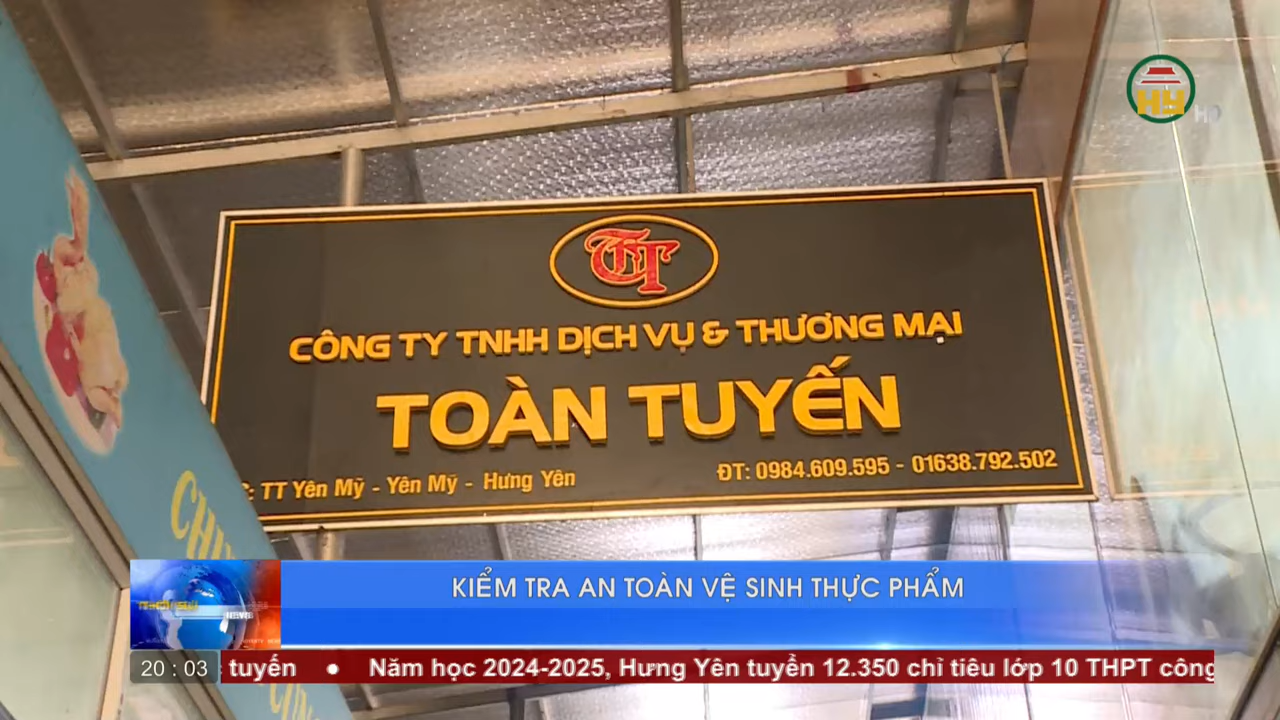 HY
HD
TT
CÔNG TY TNHH DỊCH VỤ & THƯƠNG MẠI
TOÀN TUYẾN
: TT Yên Mỹ - Yên Mỹ - Hưng Yên
ĐT: 0984.609.595 - 01638.792.502
KIỂM TRA AN TOÀN VỆ SINH THỰC PHẨM
20 : 03
tuyến ● Năm học 2024-2025, Hưng Yên tuyển 12.350 chỉ tiêu lớp 10 THPT công